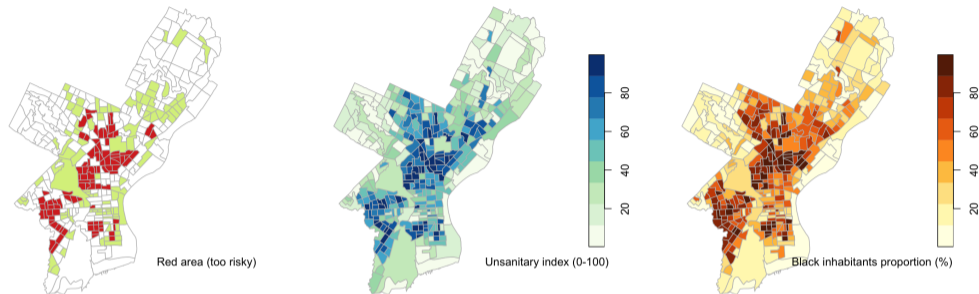 80
60
40
20
80
60
40
20
Red area (too risky)
Unsanitary index (0-100)
Black inhabitants proportion (%)